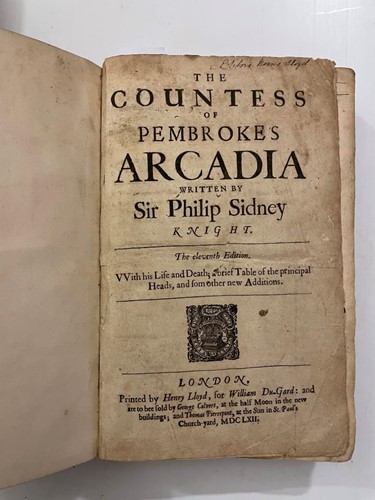 Lloyd
THE
COUNTESS
OF
PEMBROKE'S
ARCADIA
WRITTEN BY
Sir Philip Sidney
KNIGHT.
The eleventh Edition.
VVith his Life and Death; a brief Table of the principal
Heads, and som other new Additions.
LONDON,
Printed by Henry Lloyd, for William Du-Gard: and
are to bee sold by George Calvert, at the half Moon in the new
buildings; and Thomas Pierrepont, at the Sun in St. Paul's
Church-yard, MDCLXII.